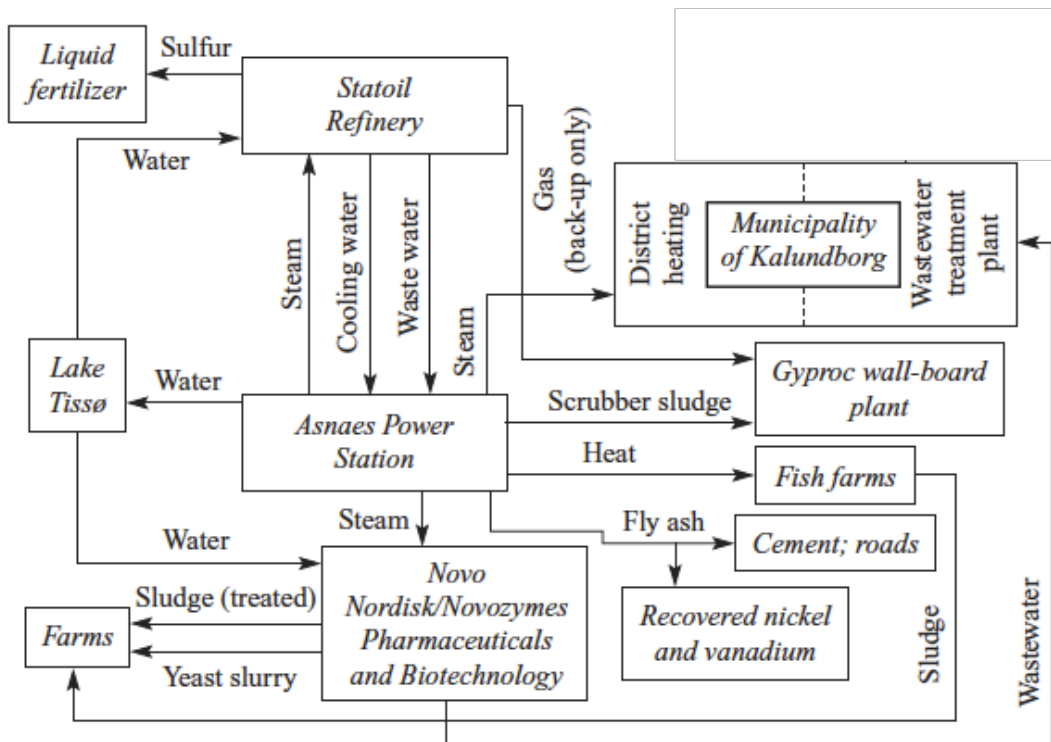 Liquid
fertilizer
Sulfur
Statoil
Refinery
Water
Steam
Cooling water
Waste water
Gas
(back-up only)
District
heating
Municipality
of Kalundborg
Wastewater
treatment
plant
Steam
Lake
Tissø
Water
Asnaes Power
Station
Scrubber sludge
Gyproc wall-board
plant
Heat
Fish farms
Steam
Fly ash
Cement; roads
Water
Novo
Nordisk/Novozymes
Pharmaceuticals
and Biotechnology
Sludge (treated)
Farms
Yeast slurry
Recovered nickel
and vanadium
Sludge
Wastewater